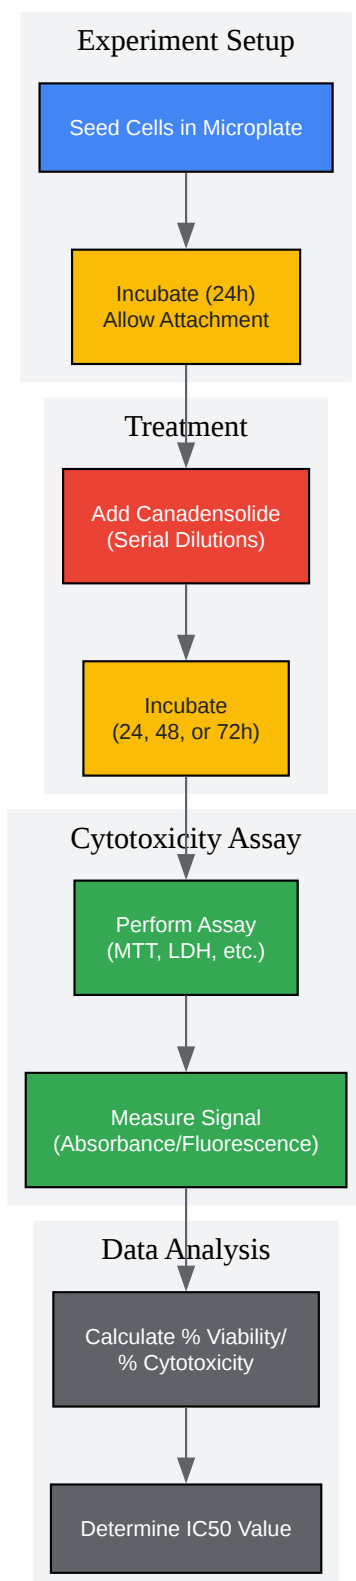 Experiment Setup
Seed Cells in Microplate
Incubate (24h)
Allow Attachment
Treatment
Add Canadensolide
(Serial Dilutions)
Incubate
(24, 48, or 72h)
Cytotoxicity Assay
Perform Assay
(MTT, LDH, etc.)
Measure Signal
(Absorbance/Fluorescence)
Data Analysis
Calculate % Viability/
% Cytotoxicity
Determine IC50 Value